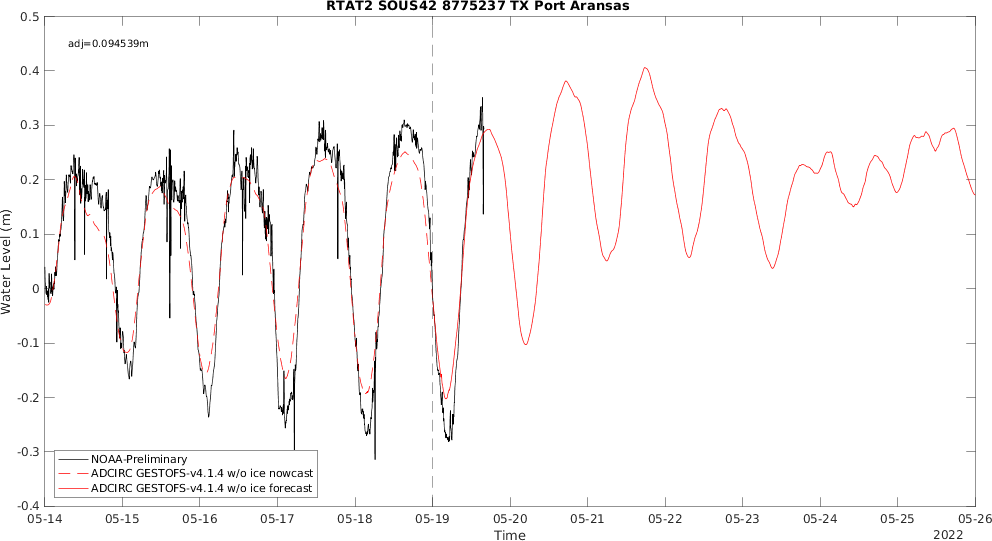 RTAT2 SOUS42 8775237 TX Port Aransas
adj=0.094539m
0.5
0.4
0.3
0.2
0.1
0
-0.1
-0.2
-0.3
-0.4
Water Level (m)
NOAA-Preliminary
ADCIRC GESTOFS-v4.1.4 w/o ice nowcast
ADCIRC GESTOFS-v4.1.4 w/o ice forecast
05-14 05-15 05-16 05-17 05-18 05-19 05-20 05-21 05-22 05-23 05-24 05-25 05-26
Time
2022